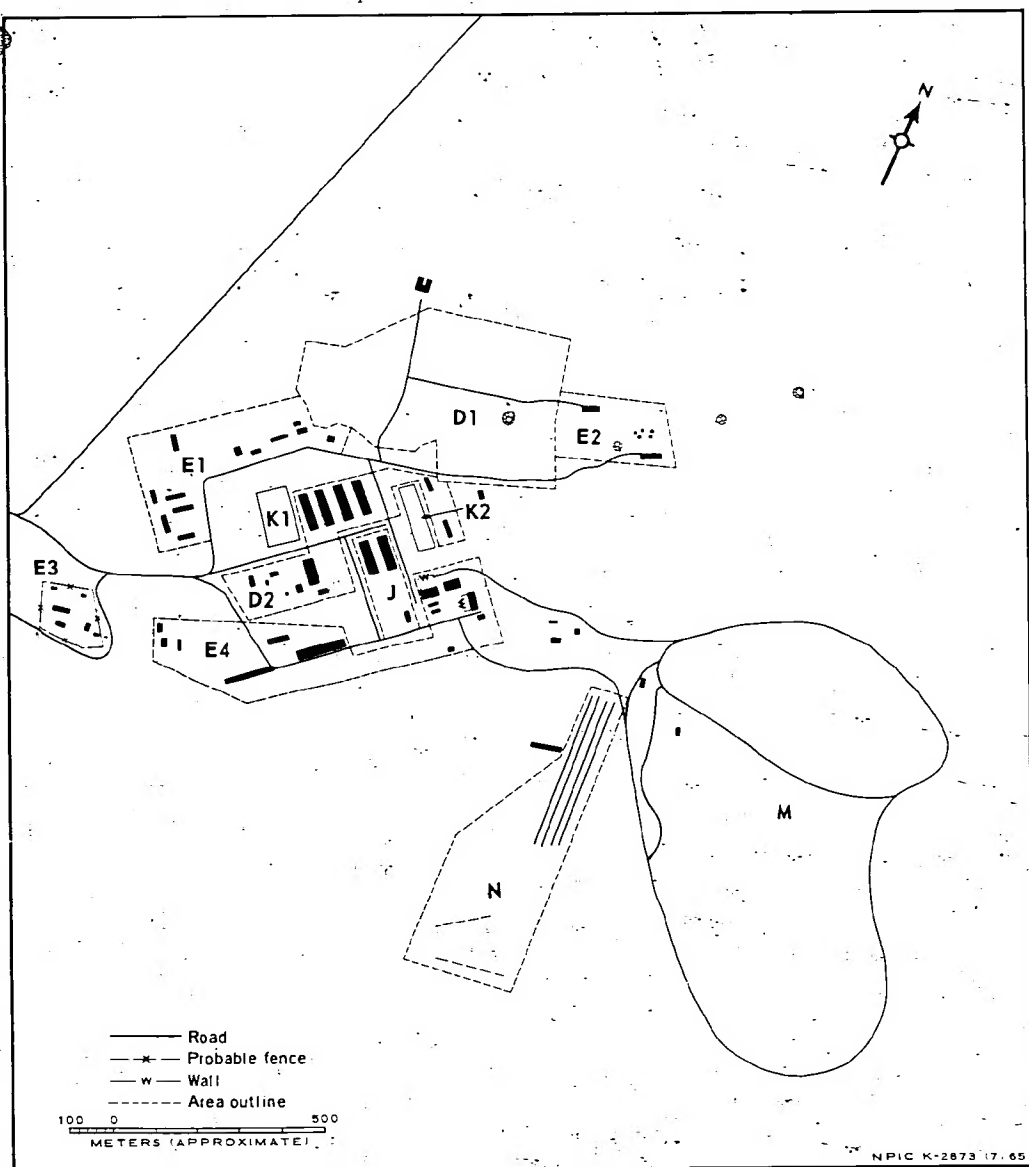 N
D1
E2
E1
K1
K2
E3
D2
J
W
E4
M
N
Road
x Probable fence
w Wall
Area outline
100 0 500
METERS (APPROXIMATE)
NPIC K-2873 (7/65